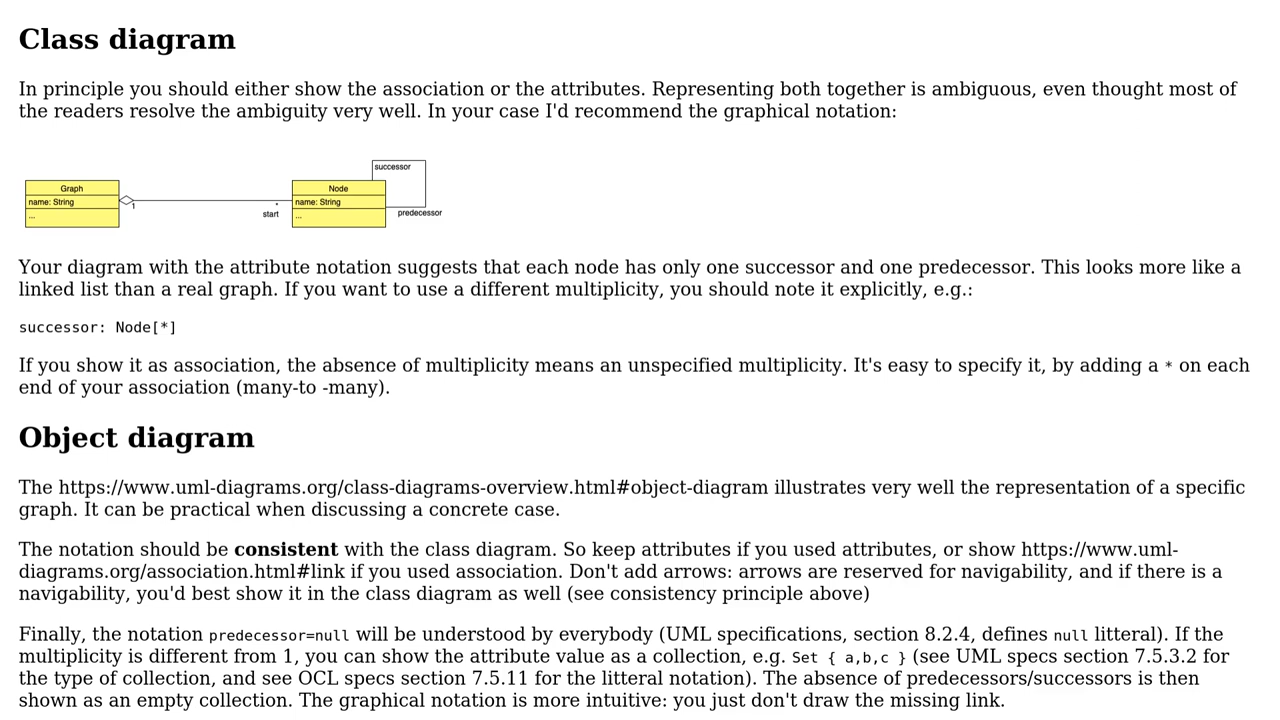 Class diagram
In principle you should either show the association or the attributes. Representing both together is ambiguous, even thought most of
the readers resolve the ambiguity very well. In your case I'd recommend the graphical notation:
successor
Graph
Node
name: String
1
*
name: String
...
start
...
predecessor
Your diagram with the attribute notation suggests that each node has only one successor and one predecessor. This looks more like a
linked list than a real graph. If you want to use a different multiplicity, you should note it explicitly, e.g.:
successor: Node[*]
If you show it as association, the absence of multiplicity means an unspecified multiplicity. It's easy to specify it, by adding a * on each
end of your association (many-to -many).
Object diagram
The https://www.uml-diagrams.org/class-diagrams-overview.html#object-diagram illustrates very well the representation of a specific
graph. It can be practical when discussing a concrete case.
The notation should be consistent with the class diagram. So keep attributes if you used attributes, or show https://www.uml-
diagrams.org/association.html#link if you used association. Don't add arrows: arrows are reserved for navigability, and if there is a
navigability, you'd best show it in the class diagram as well (see consistency principle above)
Finally, the notation predecessor=null will be understood by everybody (UML specifications, section 8.2.4, defines null litteral). If the
multiplicity is different from 1, you can show the attribute value as a collection, e.g. Set { a,b,c } (see UML specs section 7.5.3.2 for
the type of collection, and see OCL specs section 7.5.11 for the litteral notation). The absence of predecessors/successors is then
shown as an empty collection. The graphical notation is more intuitive: you just don't draw the missing link.